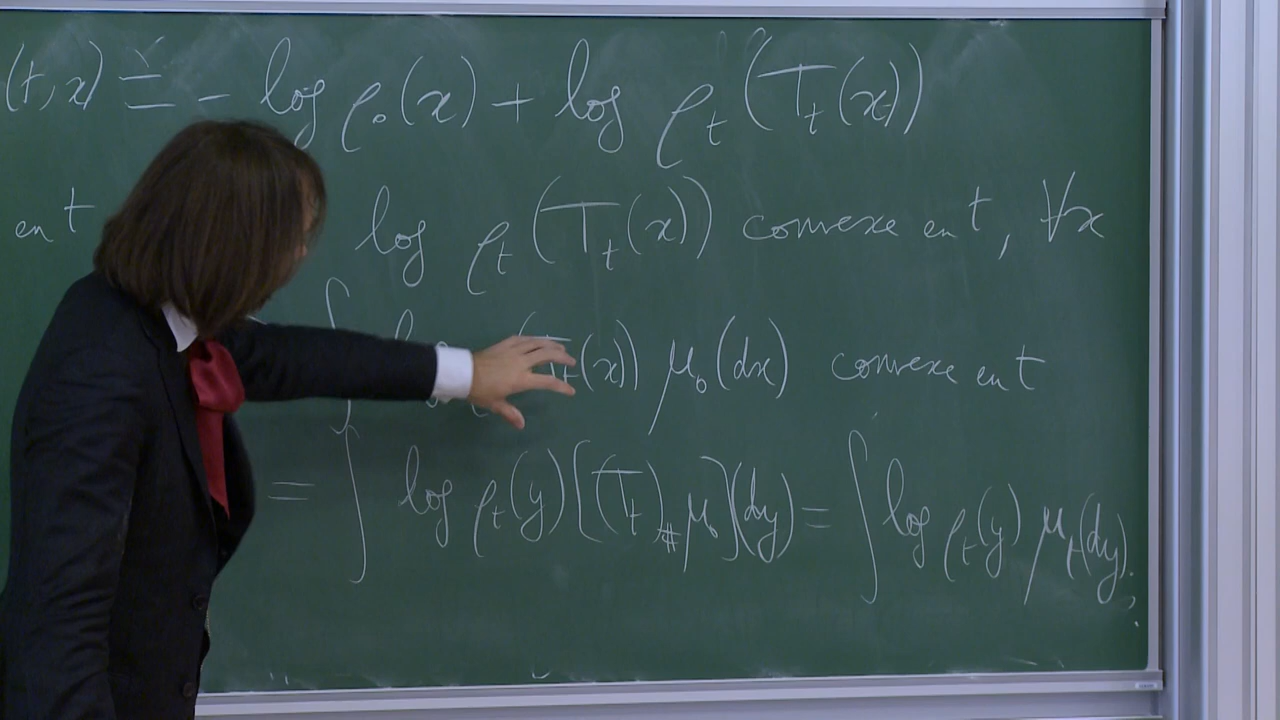 (t, x) ≐ - log ρ₀(x) + log ρₜ(Tₜ(x))
en t log ρₜ(Tₜ(x)) convexe en t, ∀x
∫ (x)) μ₀(dx) convexe en t
= ∫ log ρₜ(y) [(Tₜ)# μ₀](dy) = ∫ log ρₜ(y) μₜ(dy).